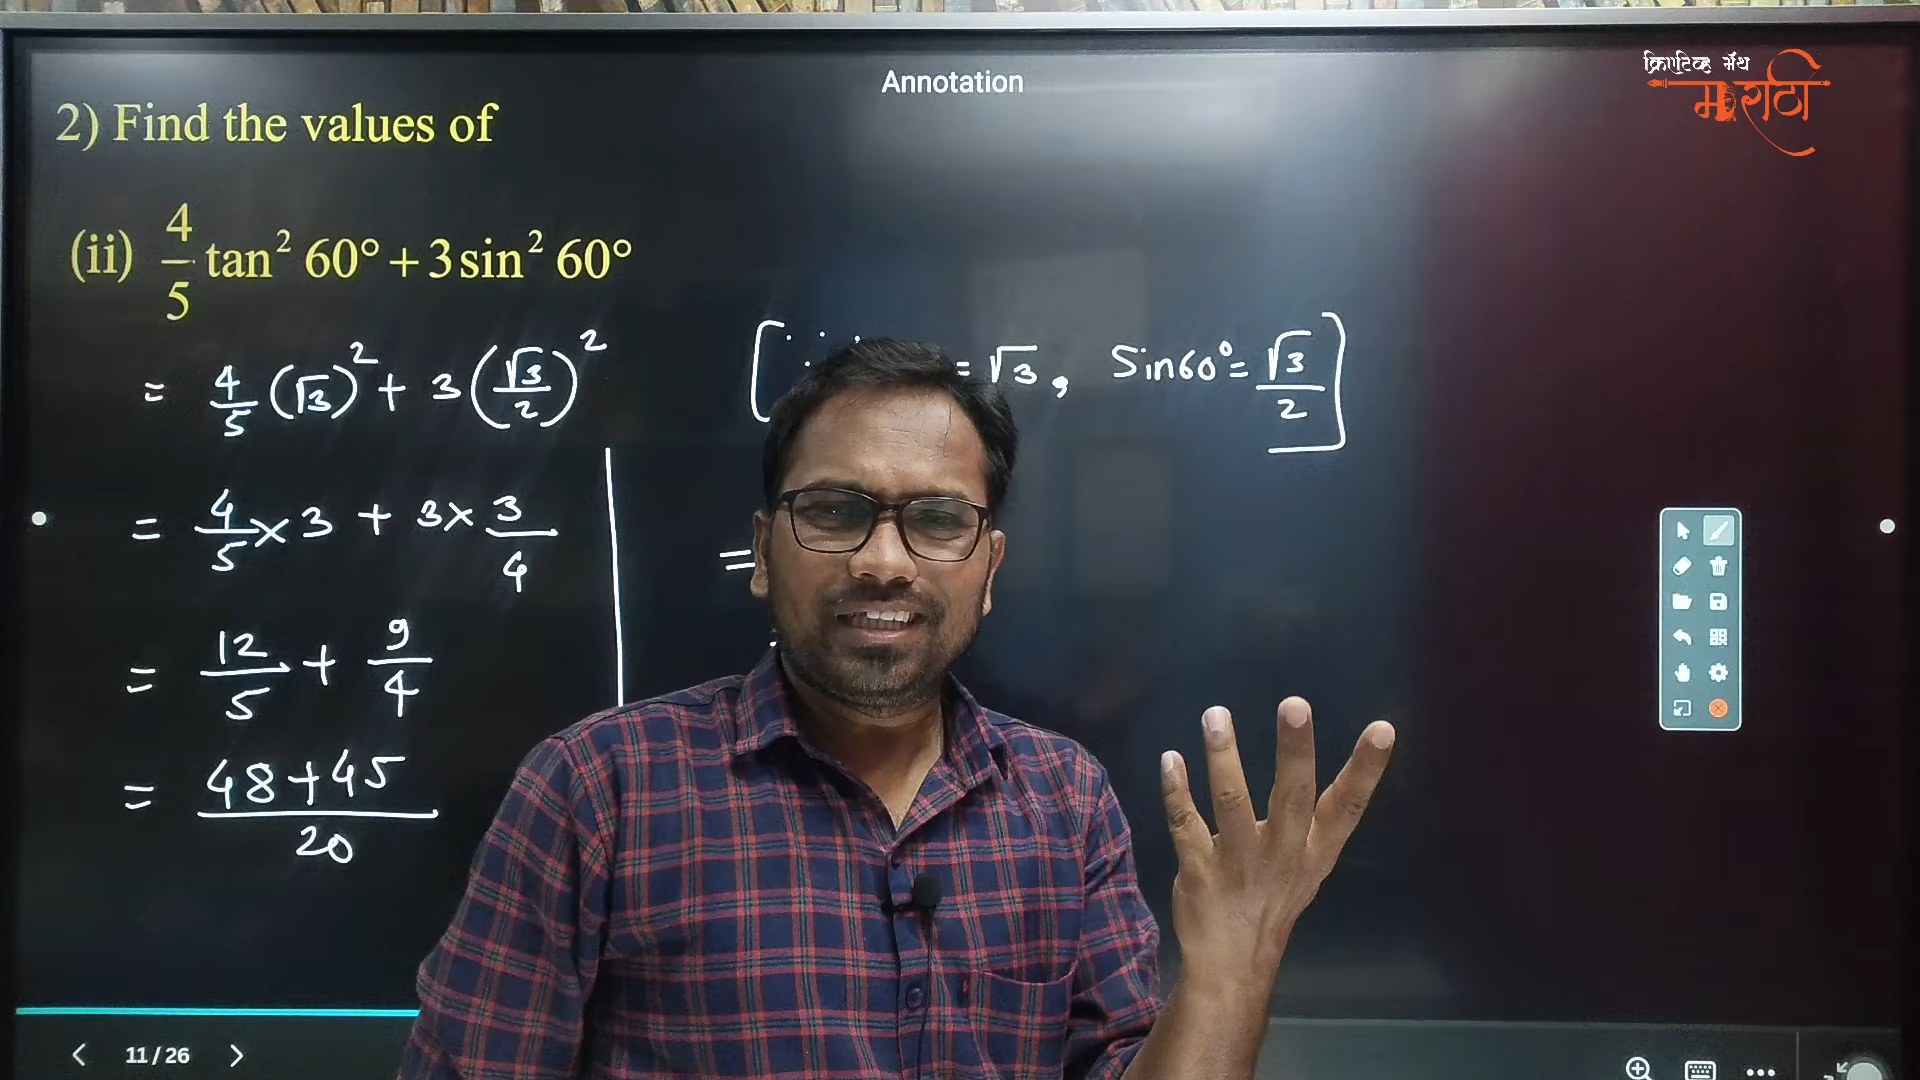 Annotation
क्रिएटिव्ह मॅथ
मराठी
2) Find the values of
(ii) 4/5 tan² 60° + 3 sin² 60°
= 4/5 (√3)² + 3 (√3/2)²
[∵ = √3, Sin60° = √3/2]
= 4/5 × 3 + 3 × 3/4
=
= 12/5 + 9/4
= 48+45/20
11 / 26